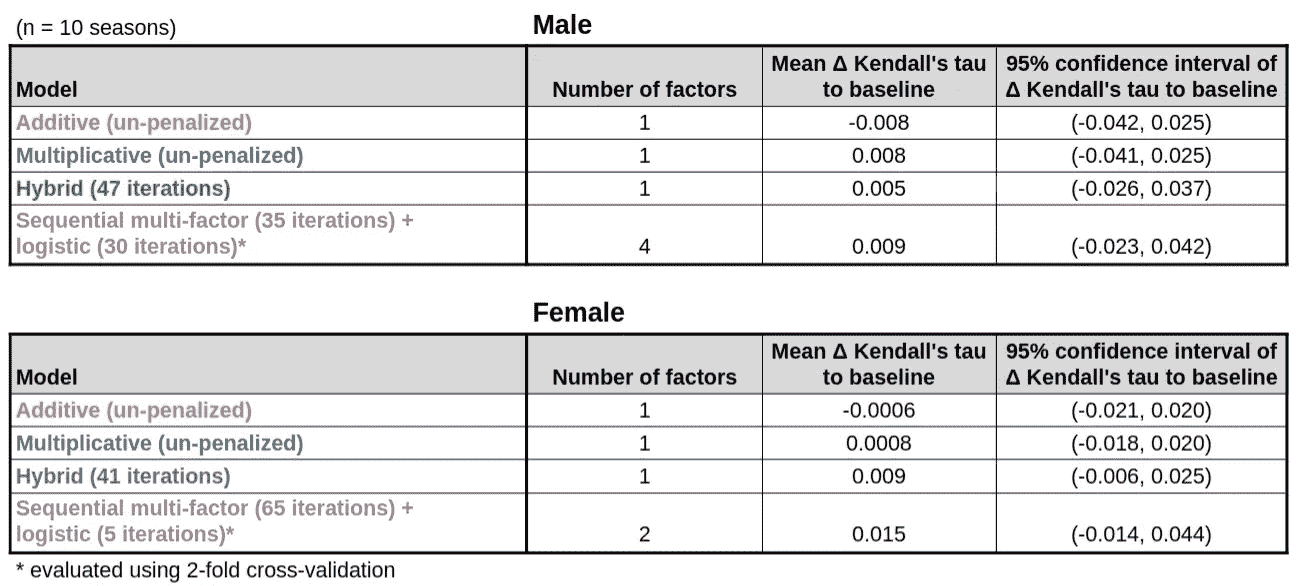 (n = 10 seasons)
Male
Model | Number of factors | Mean Δ Kendall's tau to baseline | 95% confidence interval of Δ Kendall's tau to baseline
Additive (un-penalized) | 1 | -0.008 | (-0.042, 0.025)
Multiplicative (un-penalized) | 1 | 0.008 | (-0.041, 0.025)
Hybrid (47 iterations) | 1 | 0.005 | (-0.026, 0.037)
Sequential multi-factor (35 iterations) + logistic (30 iterations)* | 4 | 0.009 | (-0.023, 0.042)
Female
Model | Number of factors | Mean Δ Kendall's tau to baseline | 95% confidence interval of Δ Kendall's tau to baseline
Additive (un-penalized) | 1 | -0.0006 | (-0.021, 0.020)
Multiplicative (un-penalized) | 1 | 0.0008 | (-0.018, 0.020)
Hybrid (41 iterations) | 1 | 0.009 | (-0.006, 0.025)
Sequential multi-factor (65 iterations) + logistic (5 iterations)* | 2 | 0.015 | (-0.014, 0.044)
* evaluated using 2-fold cross-validation